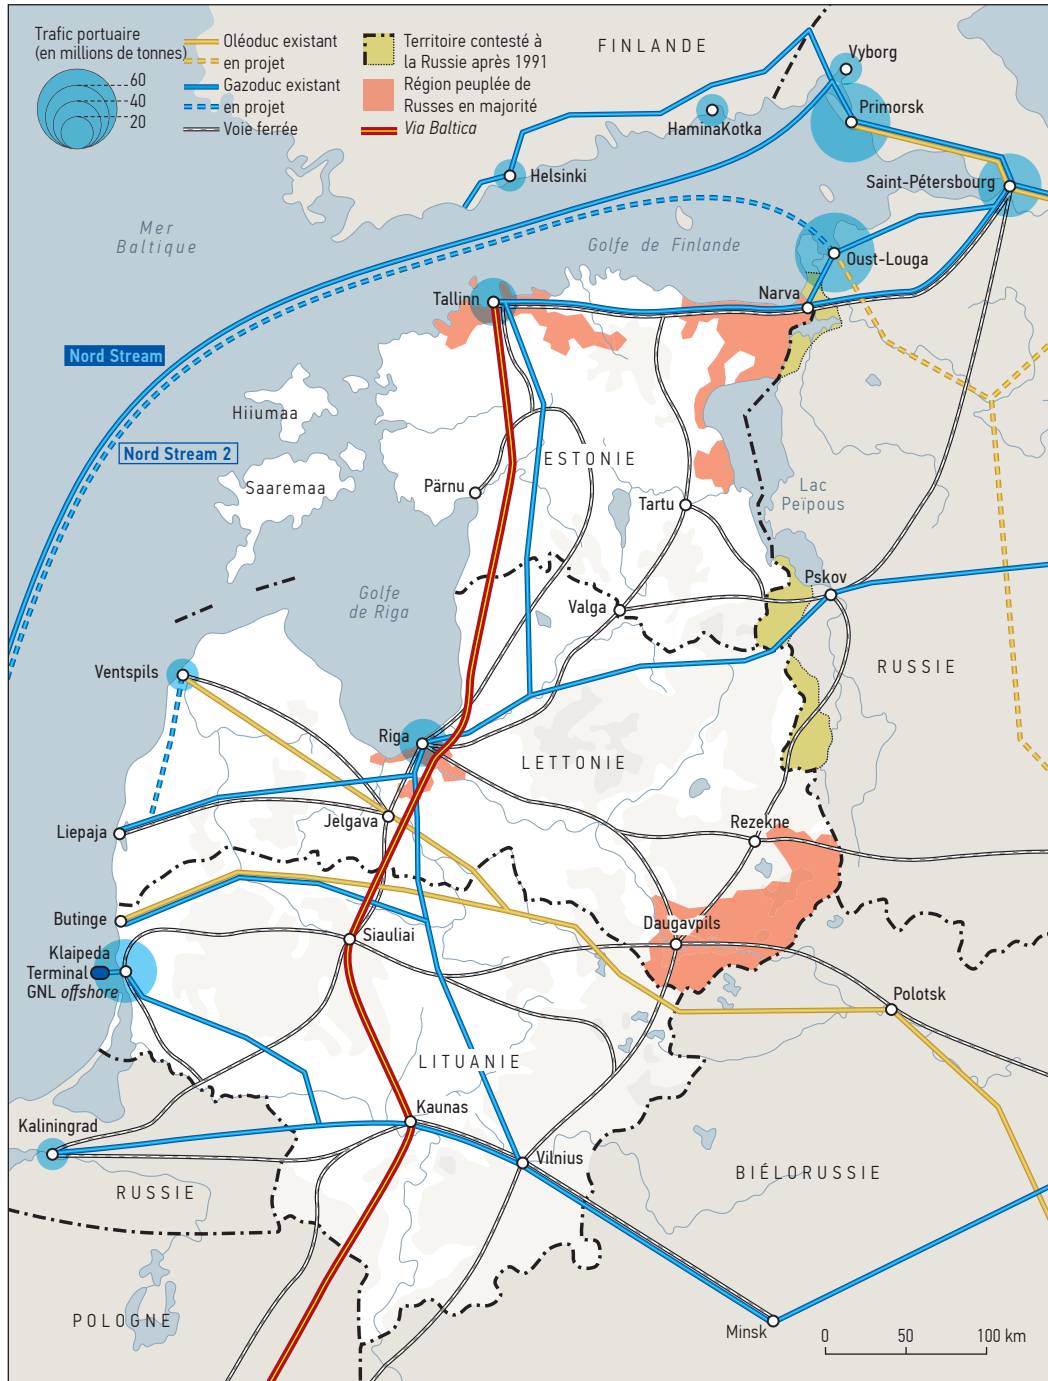 Trafic portuaire
(en millions de tonnes)
60
40
20
Oléoduc existant
en projet
Gazoduc existant
en projet
Voie ferrée
Territoire contesté à
la Russie après 1991
Région peuplée de
Russes en majorité
Via Baltica
FINLANDE
Vyborg
HaminaKotka
Primorsk
Helsinki
Saint-Pétersbourg
Mer
Baltique
Golfe de Finlande
Oust-Louga
Tallinn
Narva
Nord Stream
Hiiumaa
Nord Stream 2
ESTONIE
Saaremaa
Pärnu
Tartu
Lac
Peïpous
Golfe
de Riga
Valga
Pskov
Ventspils
RUSSIE
Riga
LETTONIE
Liepaja
Jelgava
Rezekne
Butinge
Siauliai
Daugavpils
Klaipeda
Terminal
GNL offshore
Polotsk
LITUANIE
Kaliningrad
Kaunas
Vilnius
BIÉLORUSSIE
RUSSIE
POLOGNE
Minsk
0 50 100 km